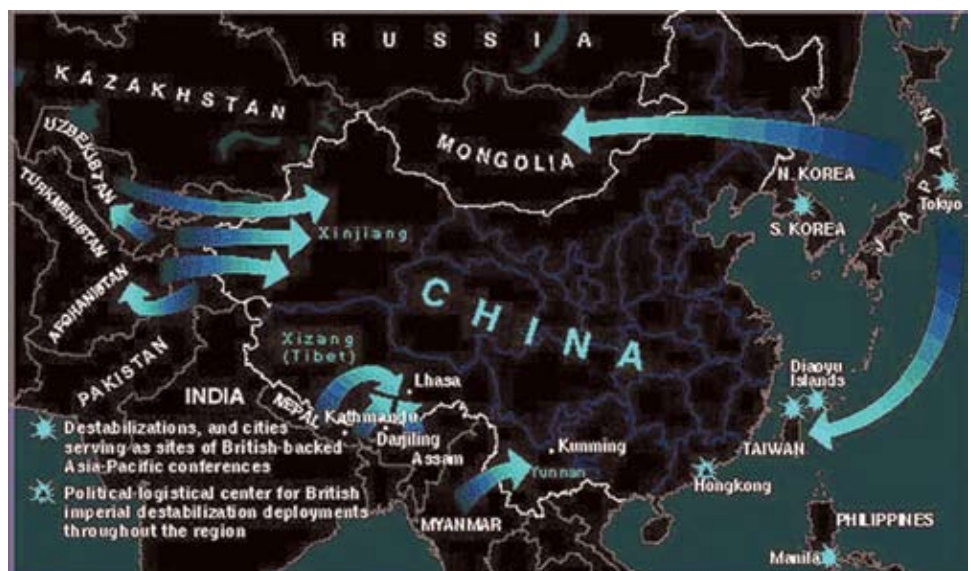 RUSSIA
KAZAKHSTAN
UZBEKISTAN
MONGOLIA
TURKMENISTAN
N. KOREA
JAPAN
Tokyo
S. KOREA
Xinjiang
AFGHANISTAN
CHINA
Xizang
(Tibet)
PAKISTAN
Lhasa
Diaoyu
Islands
INDIA
NEPAL
Kathmandu
Darjiling
Assam
Kunming
Yunnan
TAIWAN
Hongkong
MYANMAR
PHILIPPINES
Manila
Destabilizations, and cities
serving as sites of British-backed
Asia-Pacific conferences
Political-logistical center for British
imperial destabilization deployments
throughout the region